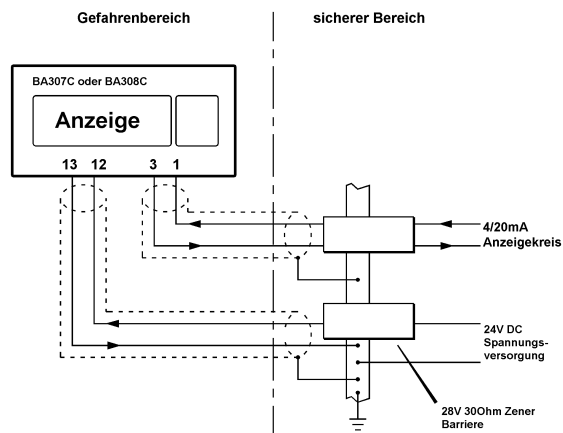 Gefahrenbereich
sicherer Bereich
BA307C oder BA308C
Anzeige
13 12 3 1
4/20mA
Anzeigekreis
24V DC
Spannungs-
versorgung
28V 30Ohm Zener
Barriere